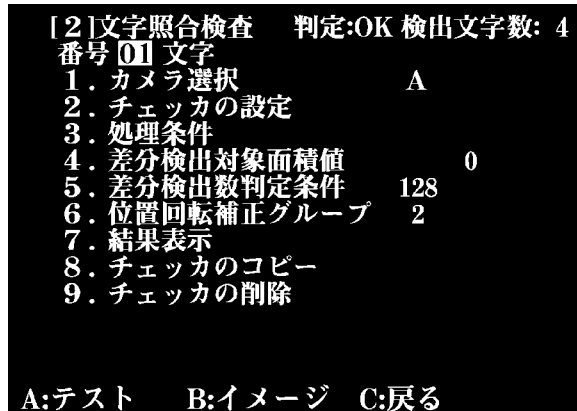 [2]文字照合検査 判定:OK 検出文字数: 4
番号 01 文字
1. カメラ選択 A
2. チェッカの設定
3. 処理条件
4. 差分検出対象面積値 0
5. 差分検出数判定条件 128
6. 位置回転補正グループ 2
7. 結果表示
8. チェッカのコピー
9. チェッカの削除
A:テスト B:イメージ C:戻る